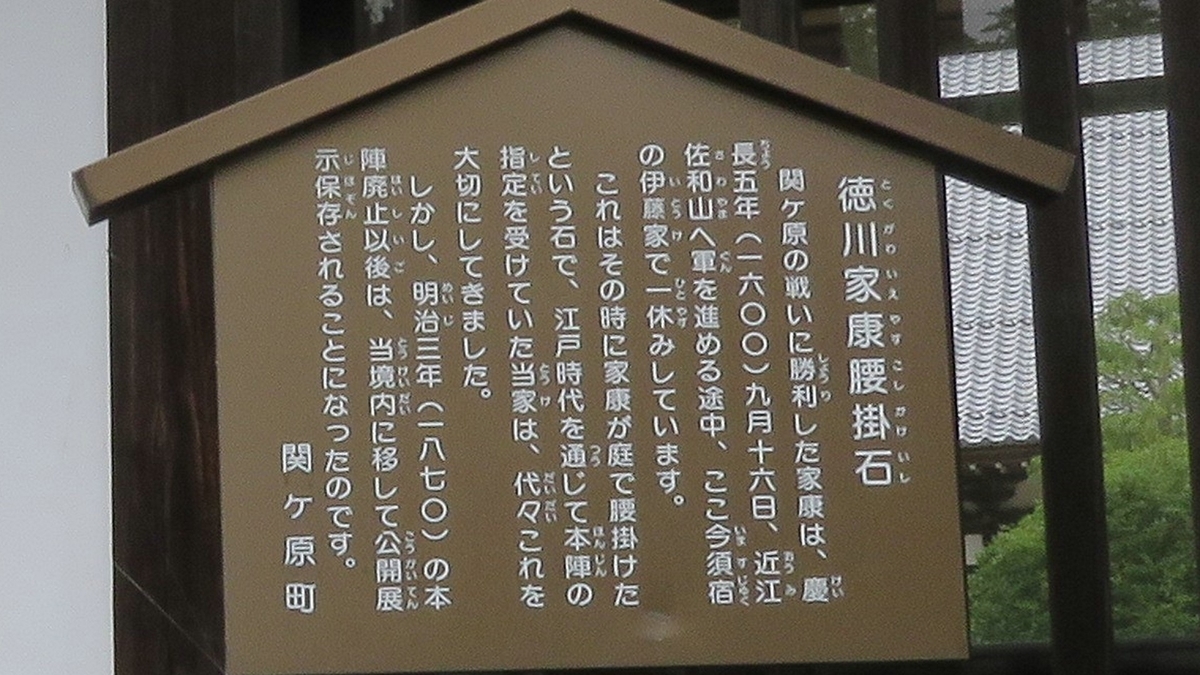 徳川家康腰掛石
関ケ原の戦いに勝利した家康は、慶
長五年（一六〇〇）九月十六日、近江
佐和山へ軍を進める途中、ここ今須宿
の伊藤家で一休みしています。
これはその時に家康が庭で腰掛けた
という石で、江戸時代を通じて本陣の
指定を受けていた当家は、代々これを
大切にしてきました。
しかし、明治三年（一八七〇）の本
陣廃止以後は、当境内に移して公開展
示保存されることになったのです。
関ケ原町